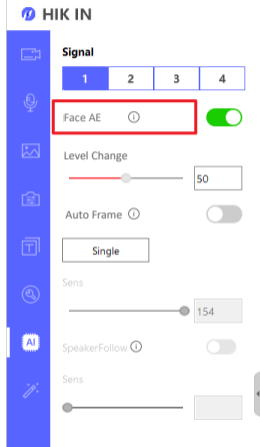 HIK IN
Signal
1 2 3 4
Face AE
Level Change
50
Auto Frame
Single
Sens
154
SpeakerFollow
Sens
AI